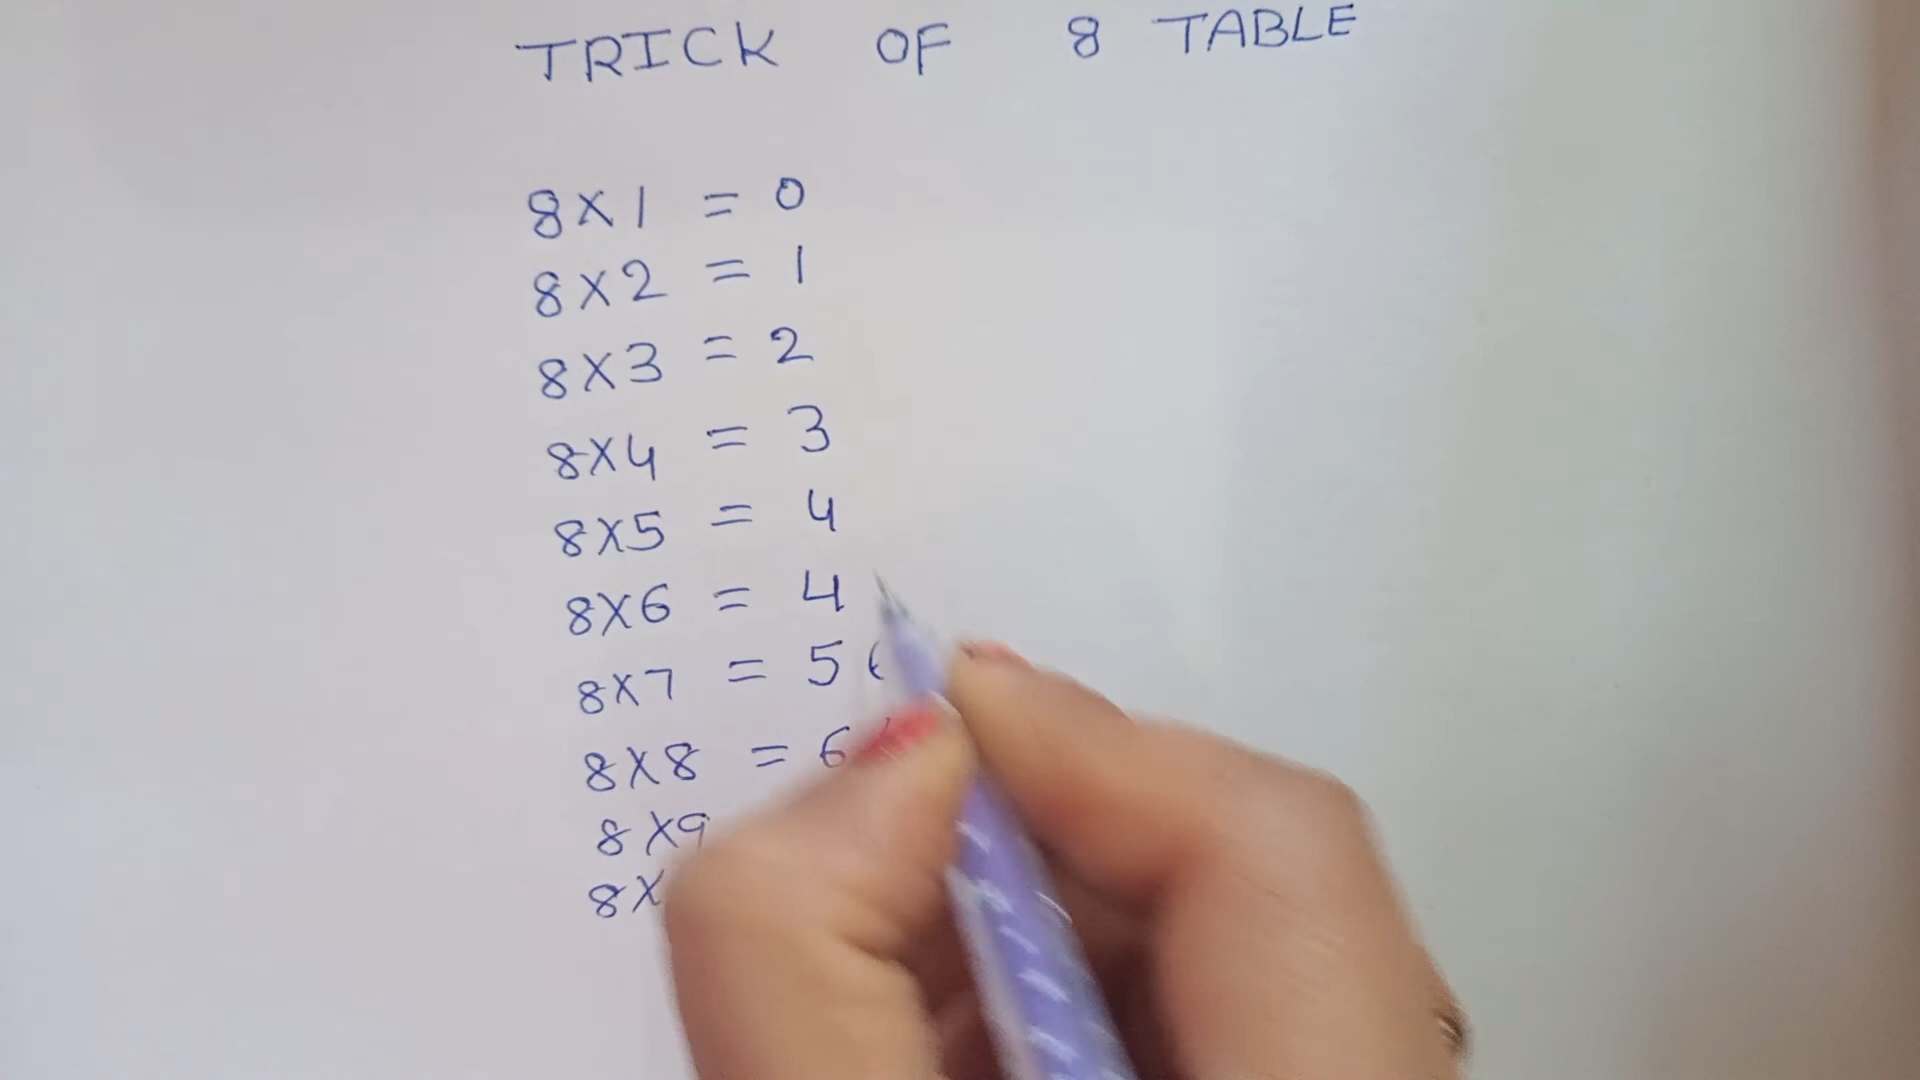 TRICK OF 8 TABLE
8X1 = 0
8X2 = 1
8X3 = 2
8X4 = 3
8X5 = 4
8X6 = 4
8X7 = 5
8X8 = 6
8X9
8X